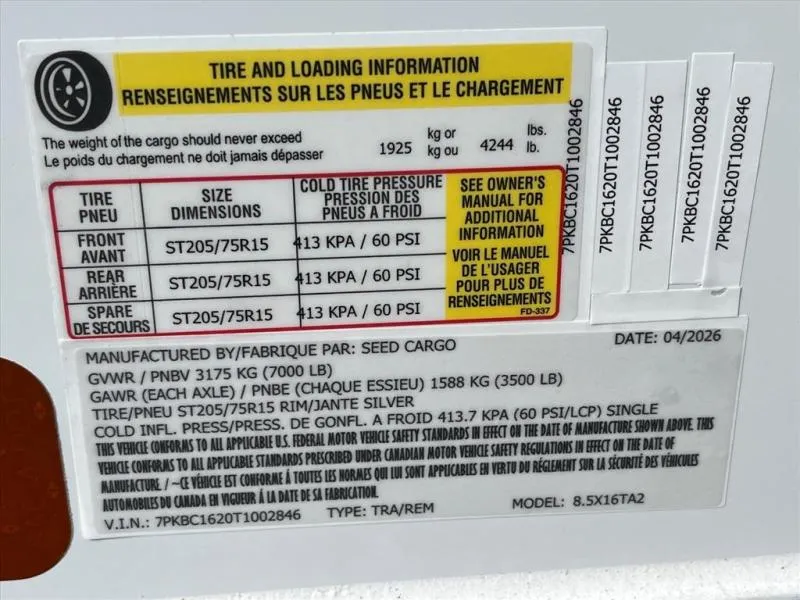 TIRE AND LOADING INFORMATION
RENSEIGNEMENTS SUR LES PNEUS ET LE CHARGEMENT
The weight of the cargo should never exceed 1925 kg or 4244 lbs.
Le poids du chargement ne doit jamais dépasser kg ou lb.
TIRE PNEU
SIZE DIMENSIONS
COLD TIRE PRESSURE PRESSION DES PNEUS A FROID
SEE OWNER'S MANUAL FOR ADDITIONAL INFORMATION
VOIR LE MANUEL DE L'USAGER POUR PLUS DE RENSEIGNEMENTS
FD-337
FRONT AVANT ST205/75R15 413 KPA / 60 PSI
REAR ARRIÈRE ST205/75R15 413 KPA / 60 PSI
SPARE DE SECOURS ST205/75R15 413 KPA / 60 PSI
7PKBC1620T1002846
7PKBC1620T1002846
7PKBC1620T1002846
7PKBC1620T1002846
7PKBC1620T1002846
MANUFACTURED BY/FABRIQUE PAR: SEED CARGO DATE: 04/2026
GVWR / PNBV 3175 KG (7000 LB)
GAWR (EACH AXLE) / PNBE (CHAQUE ESSIEU) 1588 KG (3500 LB)
TIRE/PNEU ST205/75R15 RIM/JANTE SILVER
COLD INFL. PRESS/PRESS. DE GONFL. A FROID 413.7 KPA (60 PSI/LCP) SINGLE
THIS VEHICLE CONFORMS TO ALL APPLICABLE U.S. FEDERAL MOTOR VEHICLE SAFETY STANDARDS IN EFFECT ON THE DATE OF MANUFACTURE SHOWN ABOVE. THIS
VEHICLE CONFORMS TO ALL APPLICABLE STANDARDS PRESCRIBED UNDER CANADIAN MOTOR VEHICLE SAFETY REGULATIONS IN EFFECT ON THE DATE OF
MANUFACTURE. / ~CE VÉHICLE EST CONFORME À TOUTES LES NORMES QUI LUI SONT APPLICABLES EN VERTU DU RÉGLEMENT SUR LA SÉCURITÉ DES VÉHICULES
AUTOMOBILES DU CANADA EN VIGUEUR Á LA DATE DE SA FABRICATION.
V.I.N.: 7PKBC1620T1002846 TYPE: TRA/REM MODEL: 8.5X16TA2